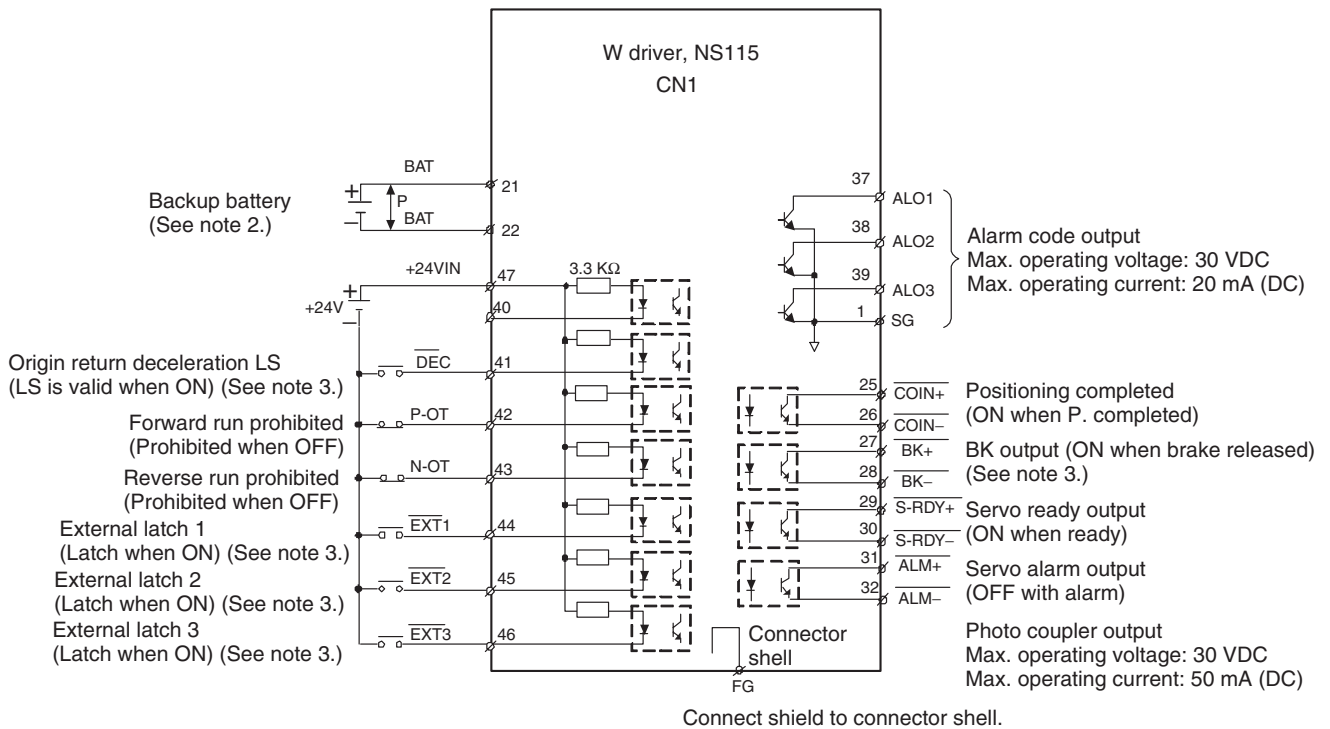 W driver, NS115
CN1
BAT
21
Backup battery
(See note 2.)
+
P
–
BAT
22
+24VIN
47
3.3 KΩ
+
+24V
–
40
Origin return deceleration LS
(LS is valid when ON) (See note 3.)
DEC
41
Forward run prohibited
(Prohibited when OFF)
P-OT
42
Reverse run prohibited
(Prohibited when OFF)
N-OT
43
External latch 1
(Latch when ON) (See note 3.)
EXT1
44
External latch 2
(Latch when ON) (See note 3.)
EXT2
45
External latch 3
(Latch when ON) (See note 3.)
EXT3
46
37
ALO1
38
ALO2
39
ALO3
1
SG
Alarm code output
Max. operating voltage: 30 VDC
Max. operating current: 20 mA (DC)
25
COIN+
26
COIN–
Positioning completed
(ON when P. completed)
27
BK+
28
BK–
BK output (ON when brake released)
(See note 3.)
29
S-RDY+
30
S-RDY–
Servo ready output
(ON when ready)
31
ALM+
32
ALM–
Servo alarm output
(OFF with alarm)
Photo coupler output
Max. operating voltage: 30 VDC
Max. operating current: 50 mA (DC)
Connector
shell
FG
Connect shield to connector shell.